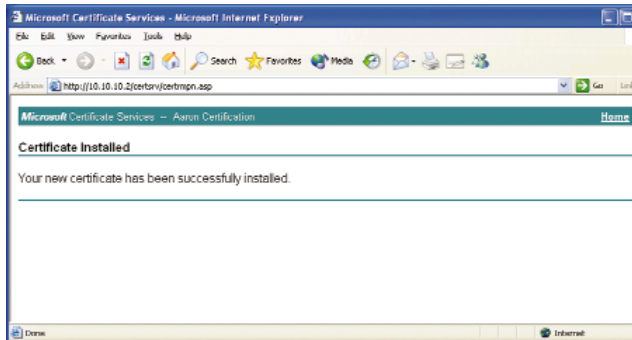 Microsoft Certificate Services - Microsoft Internet Explorer
File Edit View Favorites Tools Help
Back Search Favorites Media
Address http://10.10.10.2/certsrv/certrmpn.asp Go
Microsoft Certificate Services -- Aaron Certification Home
Certificate Installed
Your new certificate has been successfully installed.
Done Internet